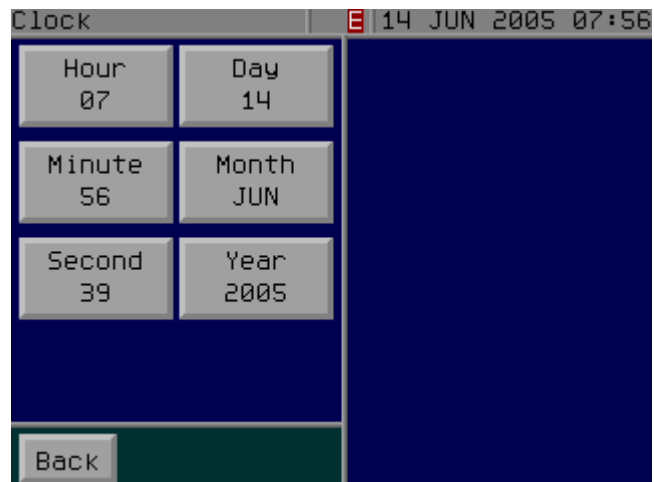 Clock E 14 JUN 2005 07:56
Hour
07
Day
14
Minute
56
Month
JUN
Second
39
Year
2005
Back